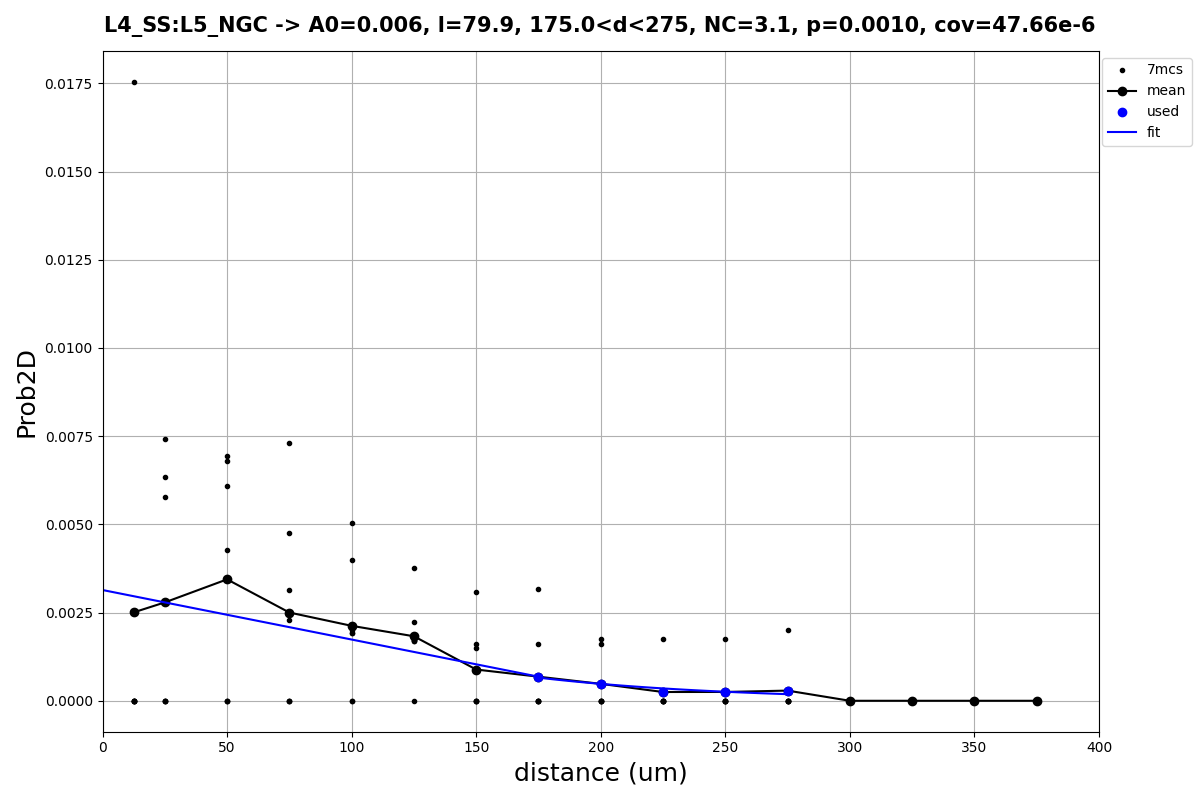 L4_SS:L5_NGC -> A0=0.006, l=79.9, 175.0<d<275, NC=3.1, p=0.0010, cov=47.66e-6
7mcs
mean
used
fit
0.0175
0.0150
0.0125
0.0100
0.0075
0.0050
0.0025
0.0000
Prob2D
0 50 100 150 200 250 300 350 400
distance (um)